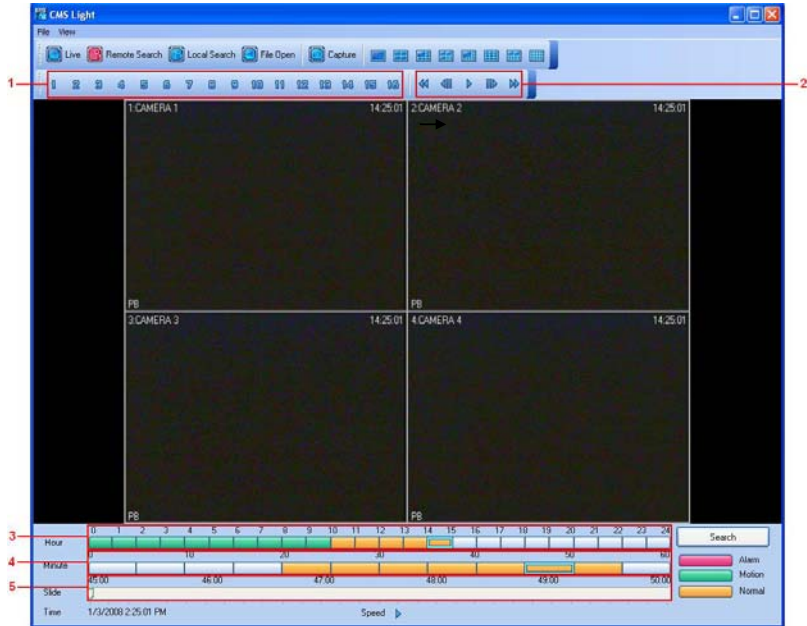 CMS Light
File View
Live Remote Search Local Search File Open Capture
1 1 2 3 4 5 6 7 8 9 10 11 12 13 14 15 16 2
1:CAMERA 1 14:25:01 2:CAMERA 2 14:25:01
PB PB
3:CAMERA 3 14:25:01 4:CAMERA 4 14:25:01
PB PB
3 0 1 2 3 4 5 6 7 8 9 10 11 12 13 14 15 16 17 18 19 20 21 22 23 24 Search
Hour
0 10 20 30 40 50 60
4 Minute Alarm
45:00 46:00 47:00 48:00 49:00 50:00 Motion
5 Slide Normal
Time 1/3/2008 2:25:01 PM Speed